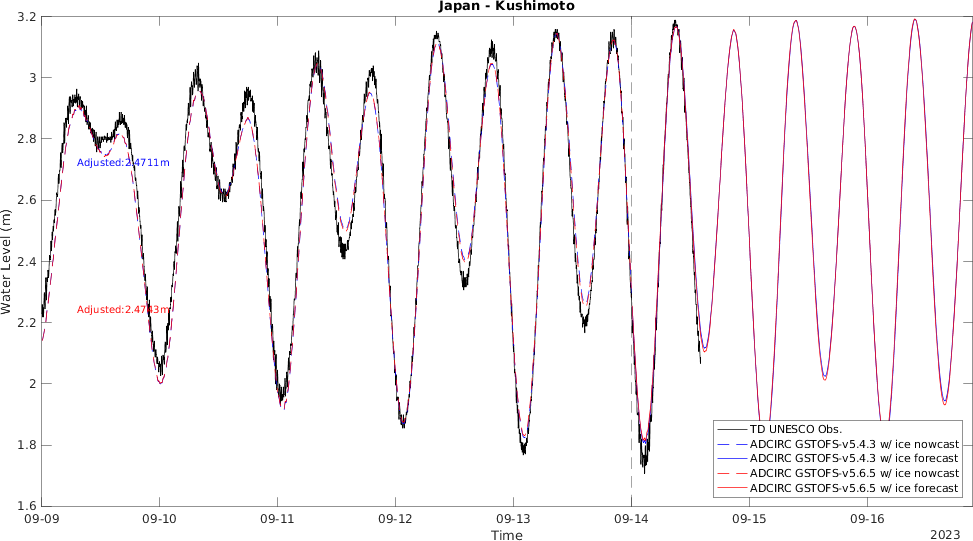 Japan - Kushimoto
3.2
3
2.8
2.6
2.4
2.2
2
1.8
1.6
Water Level (m)
Adjusted:2.4711m
Adjusted:2.4743m
TD UNESCO Obs.
ADCIRC GSTOFS-v5.4.3 w/ ice nowcast
ADCIRC GSTOFS-v5.4.3 w/ ice forecast
ADCIRC GSTOFS-v5.6.5 w/ ice nowcast
ADCIRC GSTOFS-v5.6.5 w/ ice forecast
09-09 09-10 09-11 09-12 09-13 09-14 09-15 09-16
Time
2023